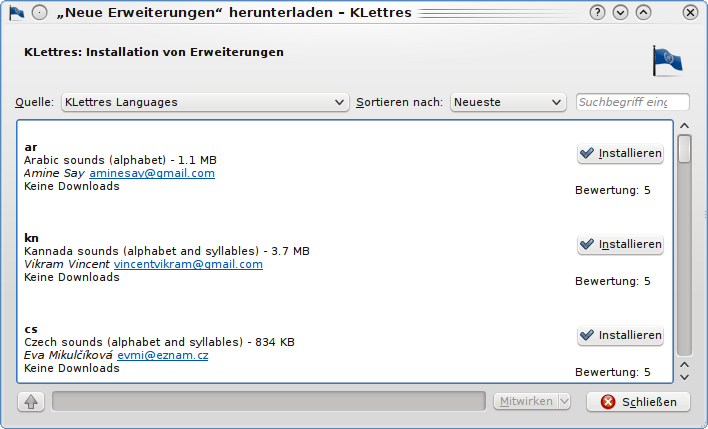 „Neue Erweiterungen“ herunterladen – KLettres
KLettres: Installation von Erweiterungen
Quelle: KLettres Languages Sortieren nach: Neueste Suchbegriff eing
ar
Arabic sounds (alphabet) - 1.1 MB
Installieren
Amine Say aminesay@gmail.com
Keine Downloads
Bewertung: 5
kn
Kannada sounds (alphabet and syllables) - 3.7 MB
Installieren
Vikram Vincent vincentvikram@gmail.com
Keine Downloads
Bewertung: 5
cs
Czech sounds (alphabet and syllables) - 834 KB
Installieren
Eva Mikulčíková evmi@eznam.cz
Keine Downloads
Bewertung: 5
Mitwirken Schließen